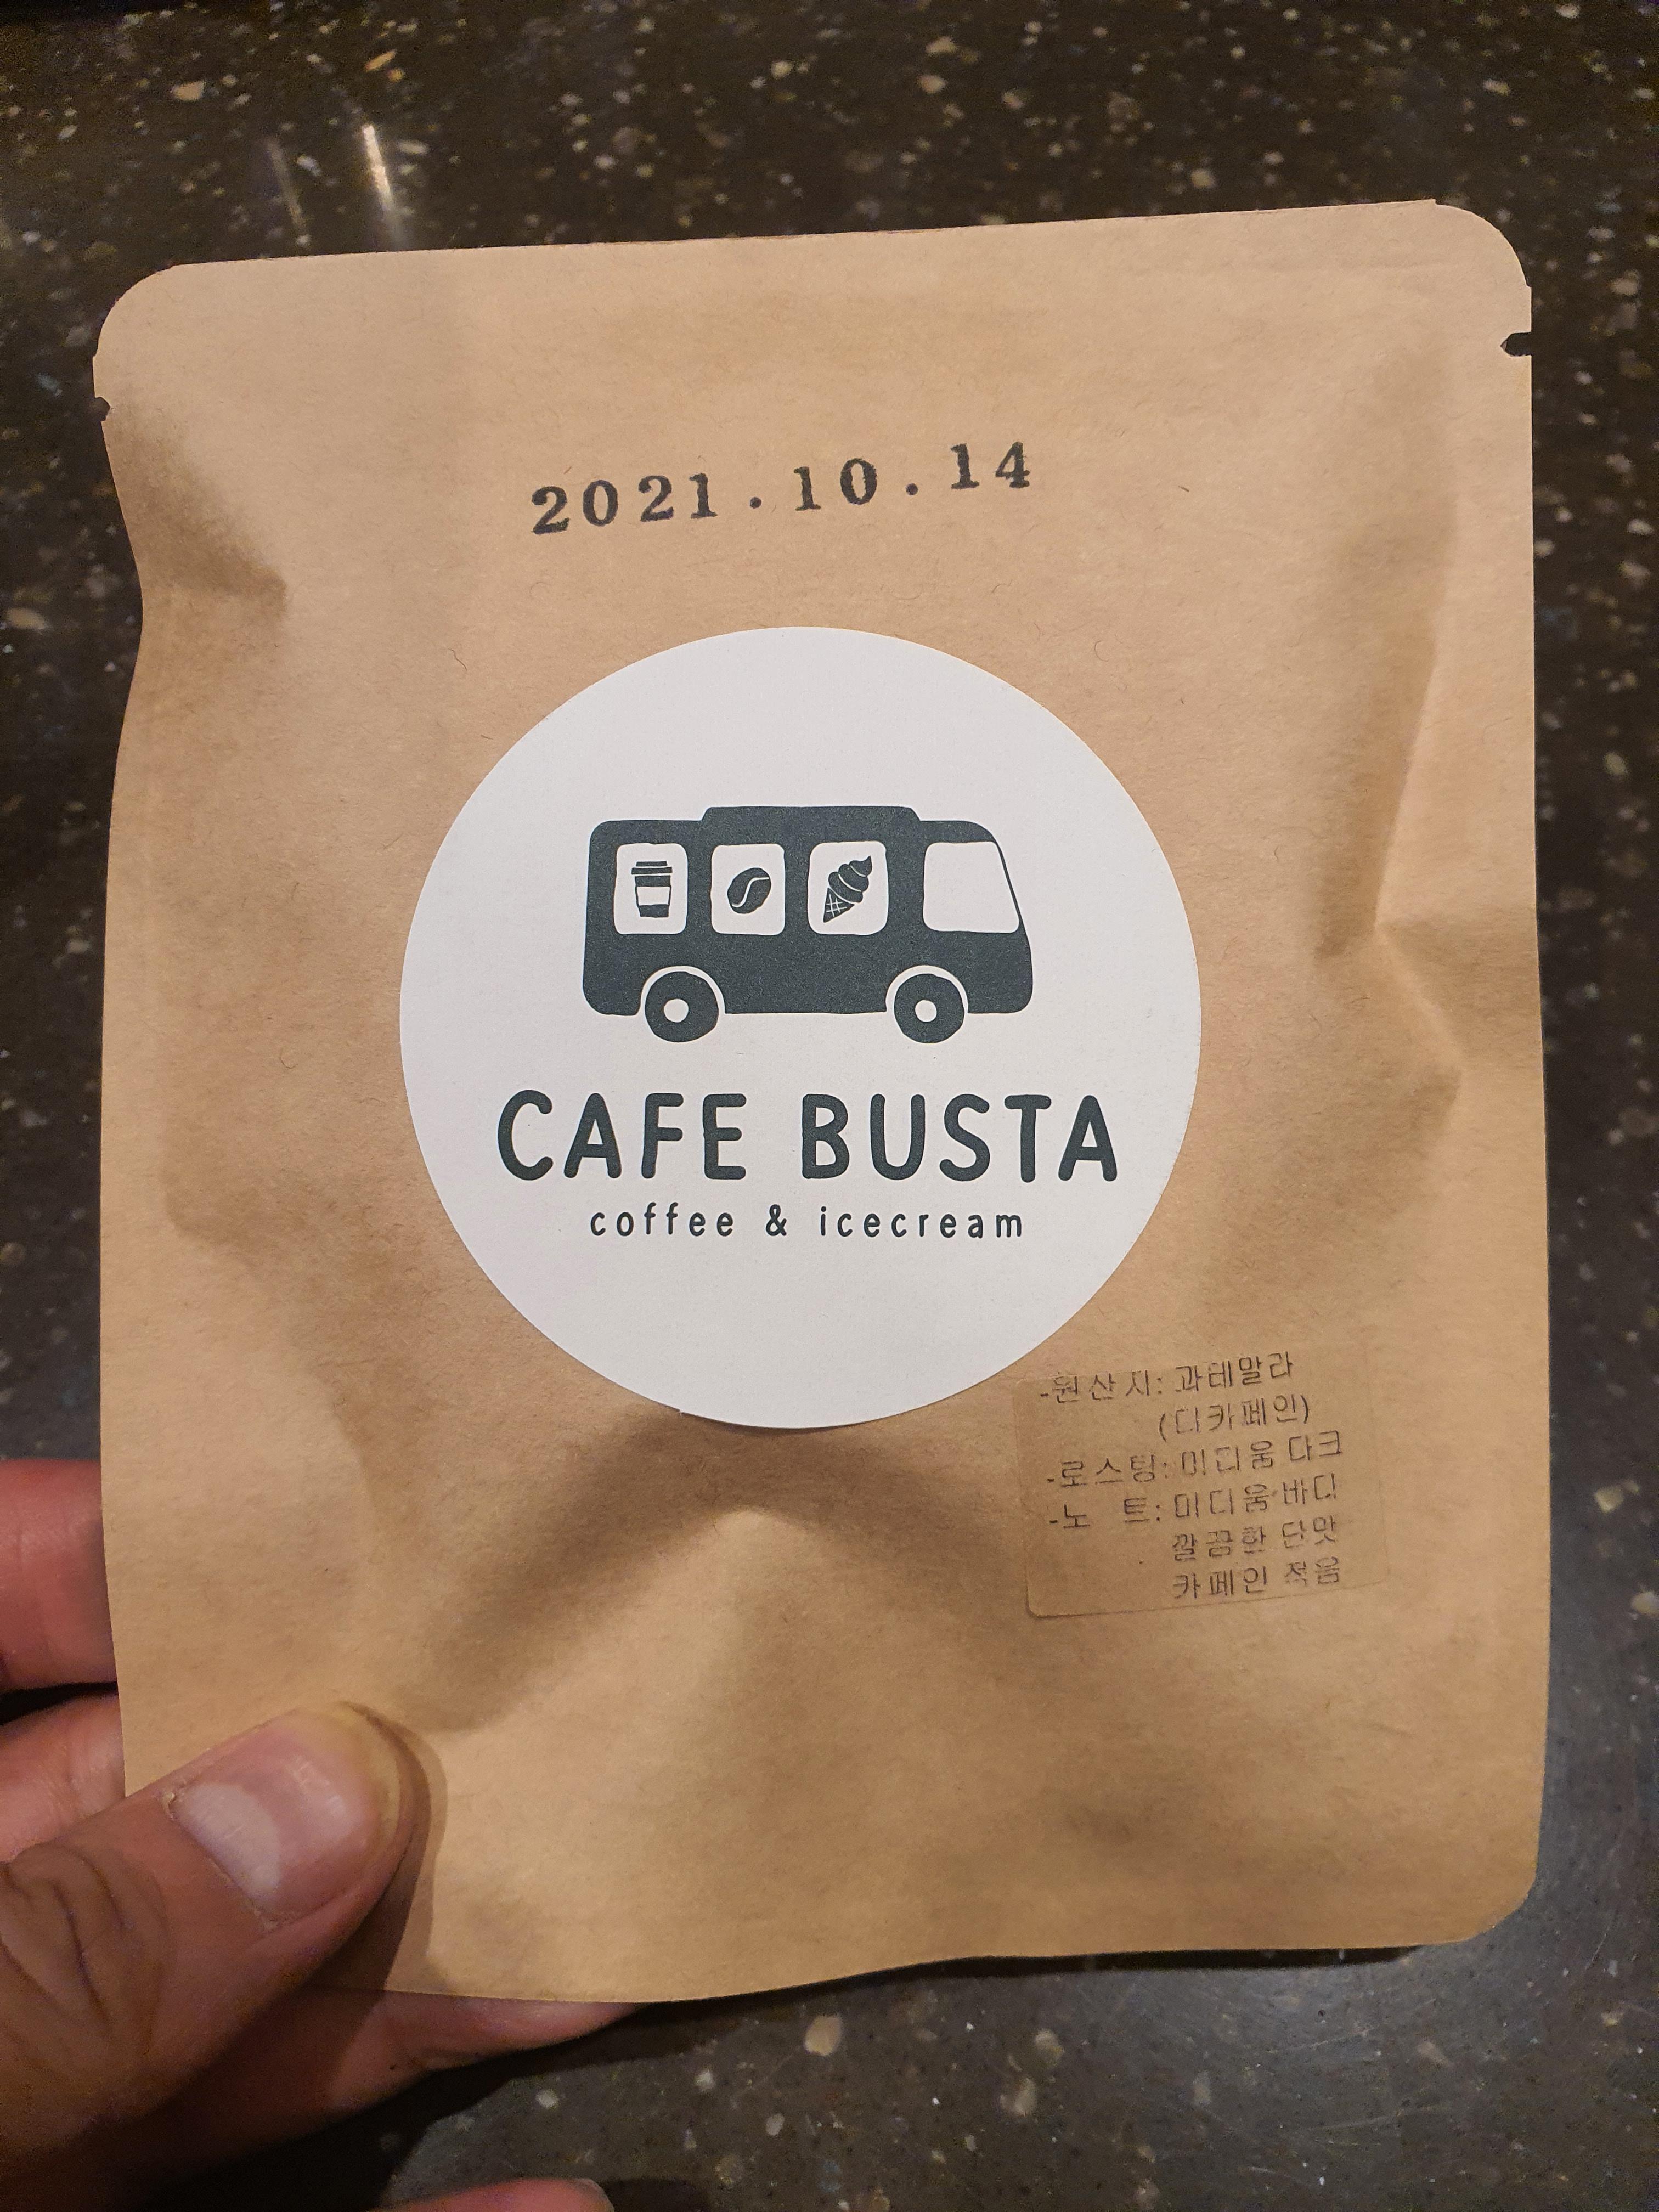 2021.10.14
CAFE BUSTA
coffee & icecream
-원산지: 과테말라
(디카페인)
-로스팅: 미디움 다크
-노 트: 미디움 바디
깔끔한 단맛
카페인 적음